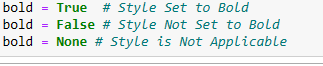 bold = True  # Style Set to Bold
bold = False # Style Not Set to Bold
bold = None # Style is Not Applicable